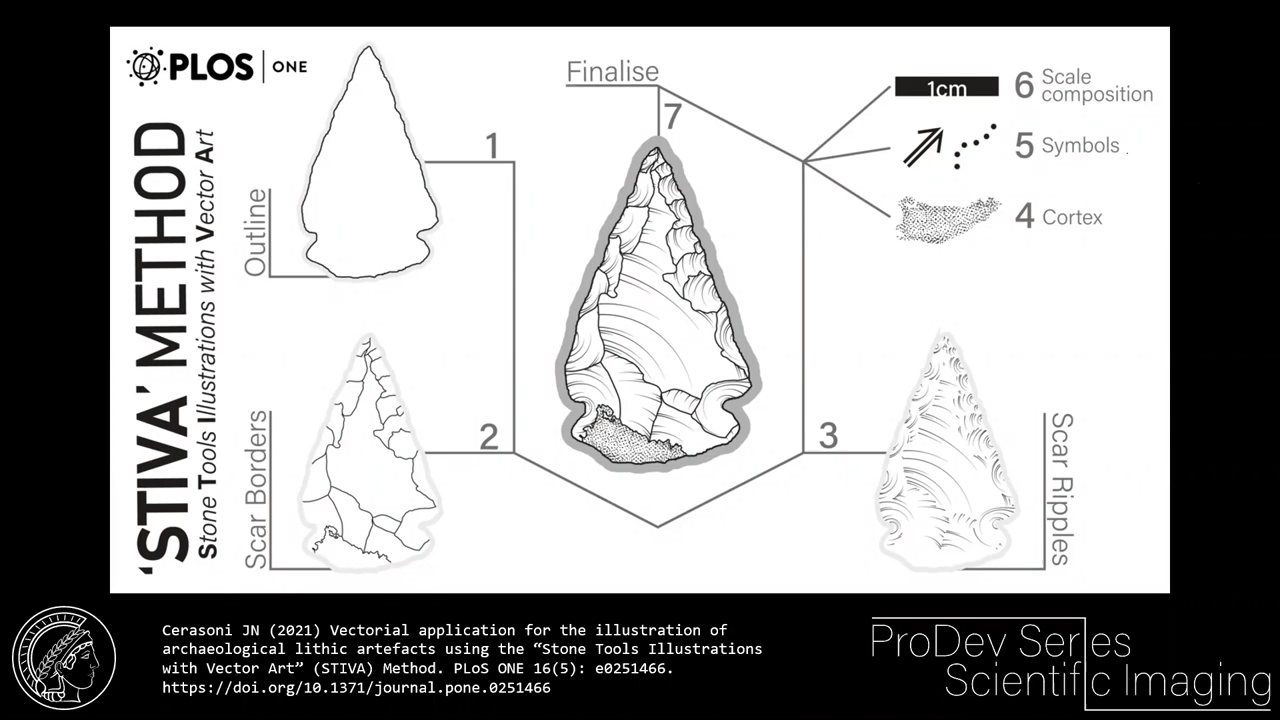 PLOS ONE
'STIVA' METHOD
Stone Tools Illustrations with Vector Art
1
Outline
2
Scar Borders
Finalise
7
3
Scar Ripples
1cm
6 Scale composition
5 Symbols
4 Cortex
Cerasoni JN (2021) Vectorial application for the illustration of
archaeological lithic artefacts using the “Stone Tools Illustrations
with Vector Art” (STIVA) Method. PLoS ONE 16(5): e0251466.
https://doi.org/10.1371/journal.pone.0251466
ProDev Series
Scientific Imaging